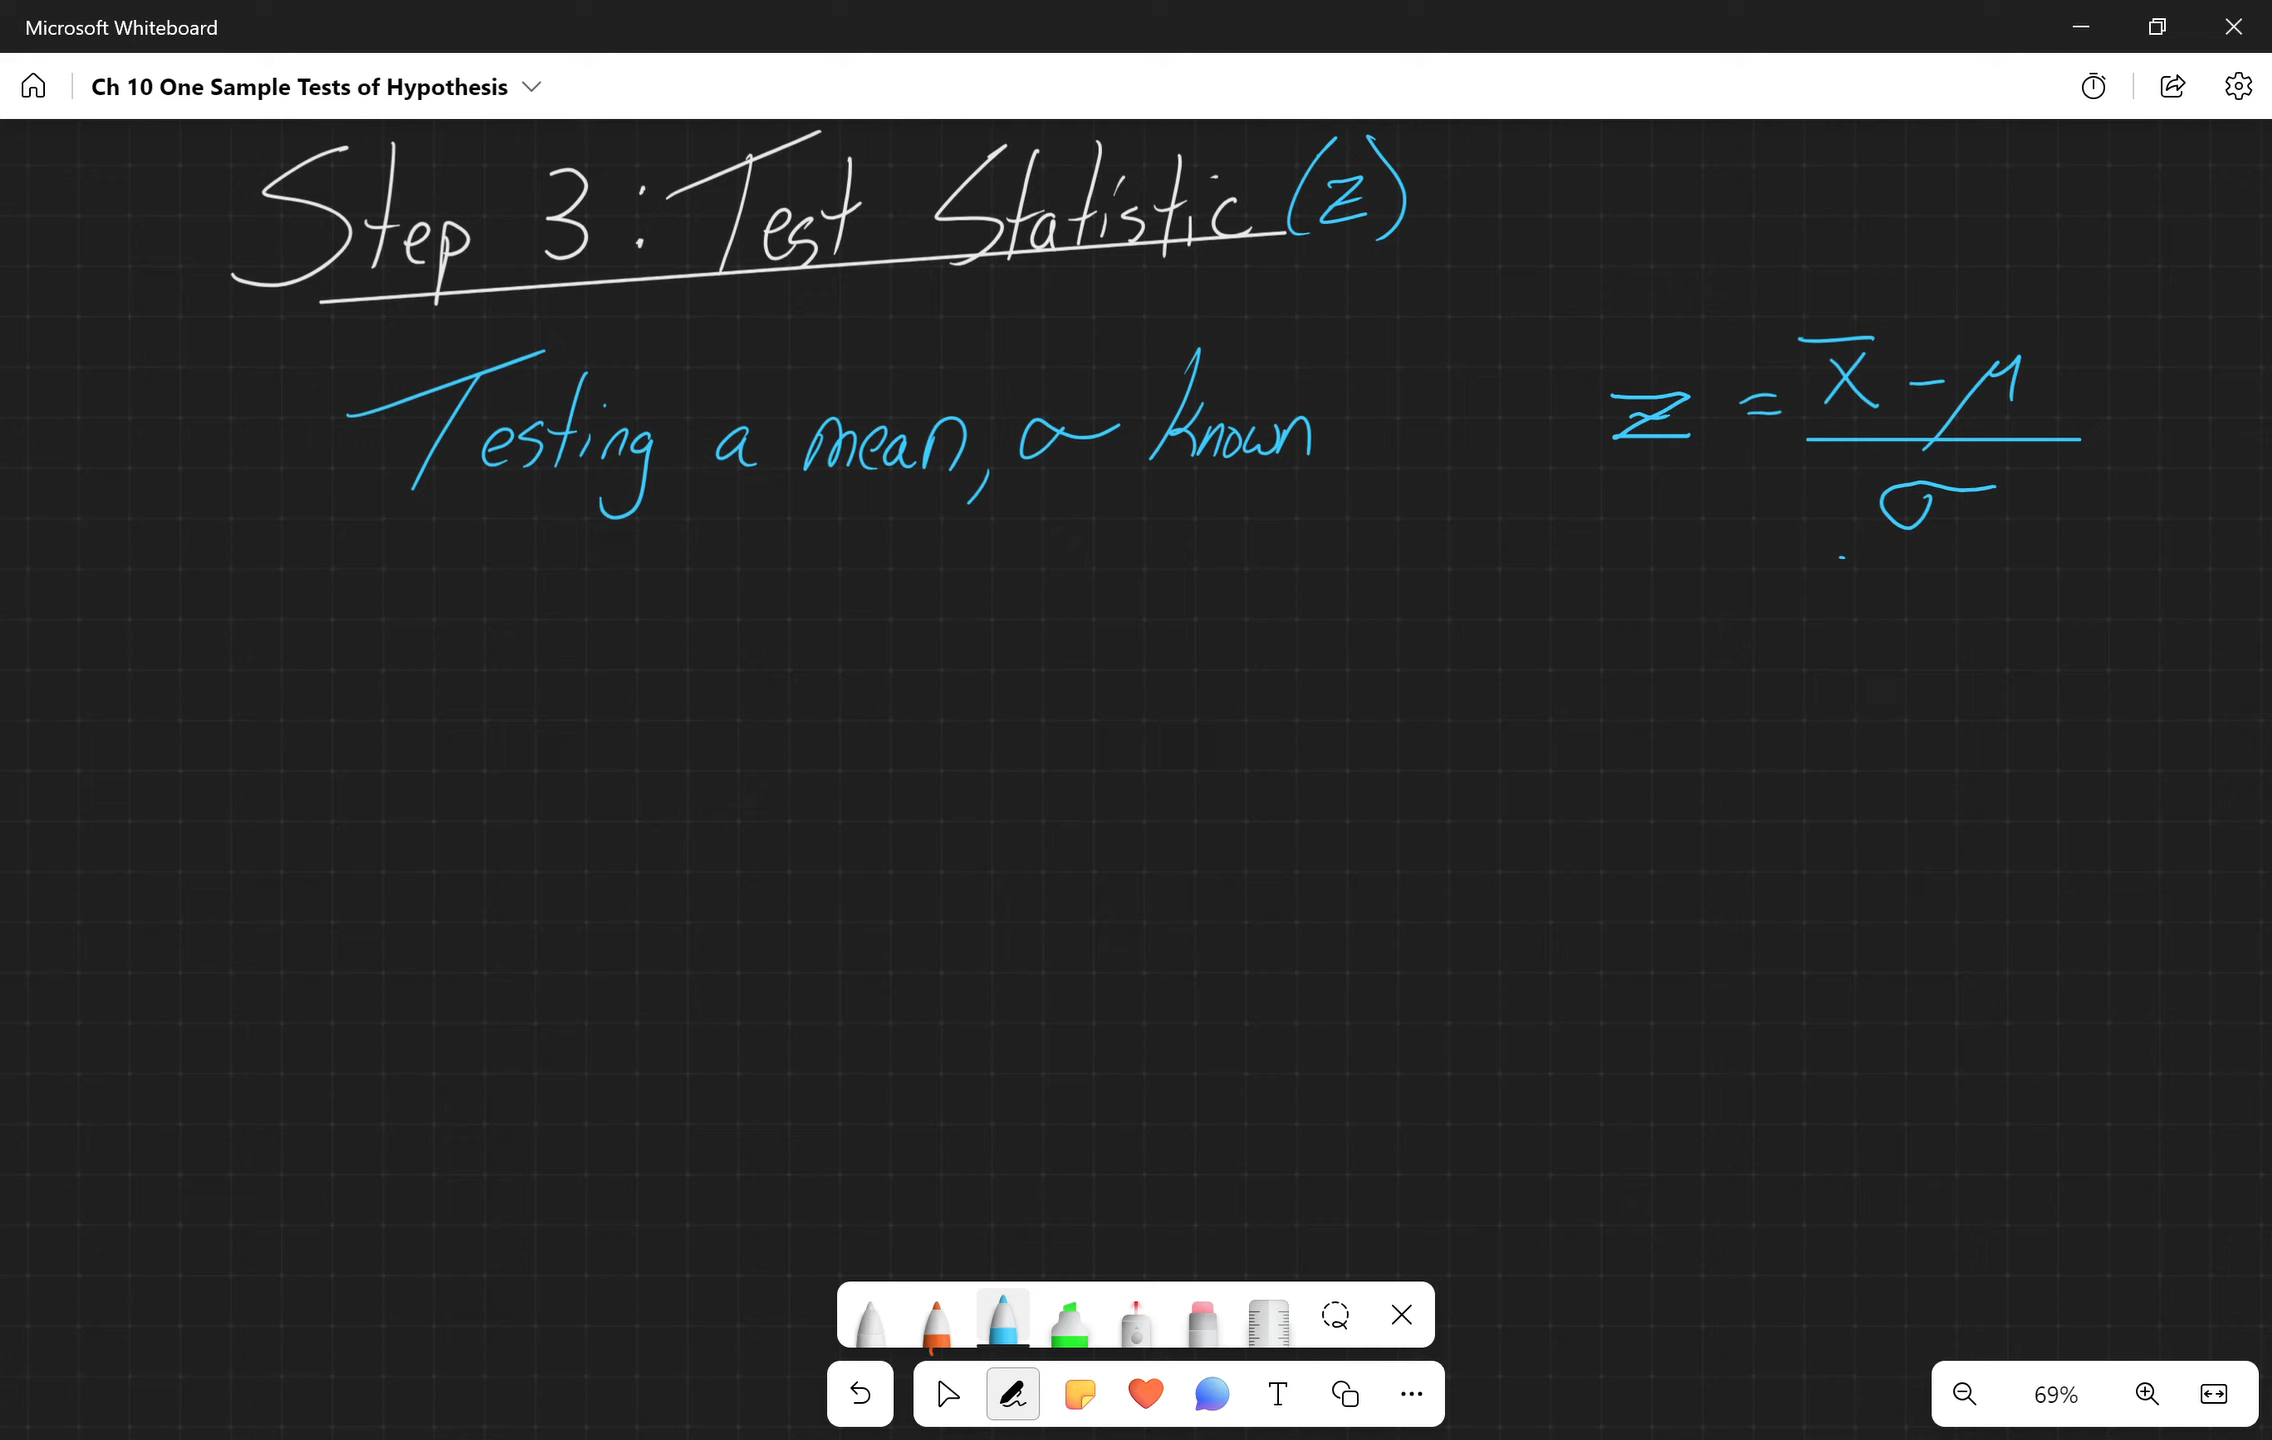 Microsoft Whiteboard
Ch 10 One Sample Tests of Hypothesis
Step 3: Test Statistic (z)
Testing a mean, σ known
z = x̄ - μ
σ
T
69%